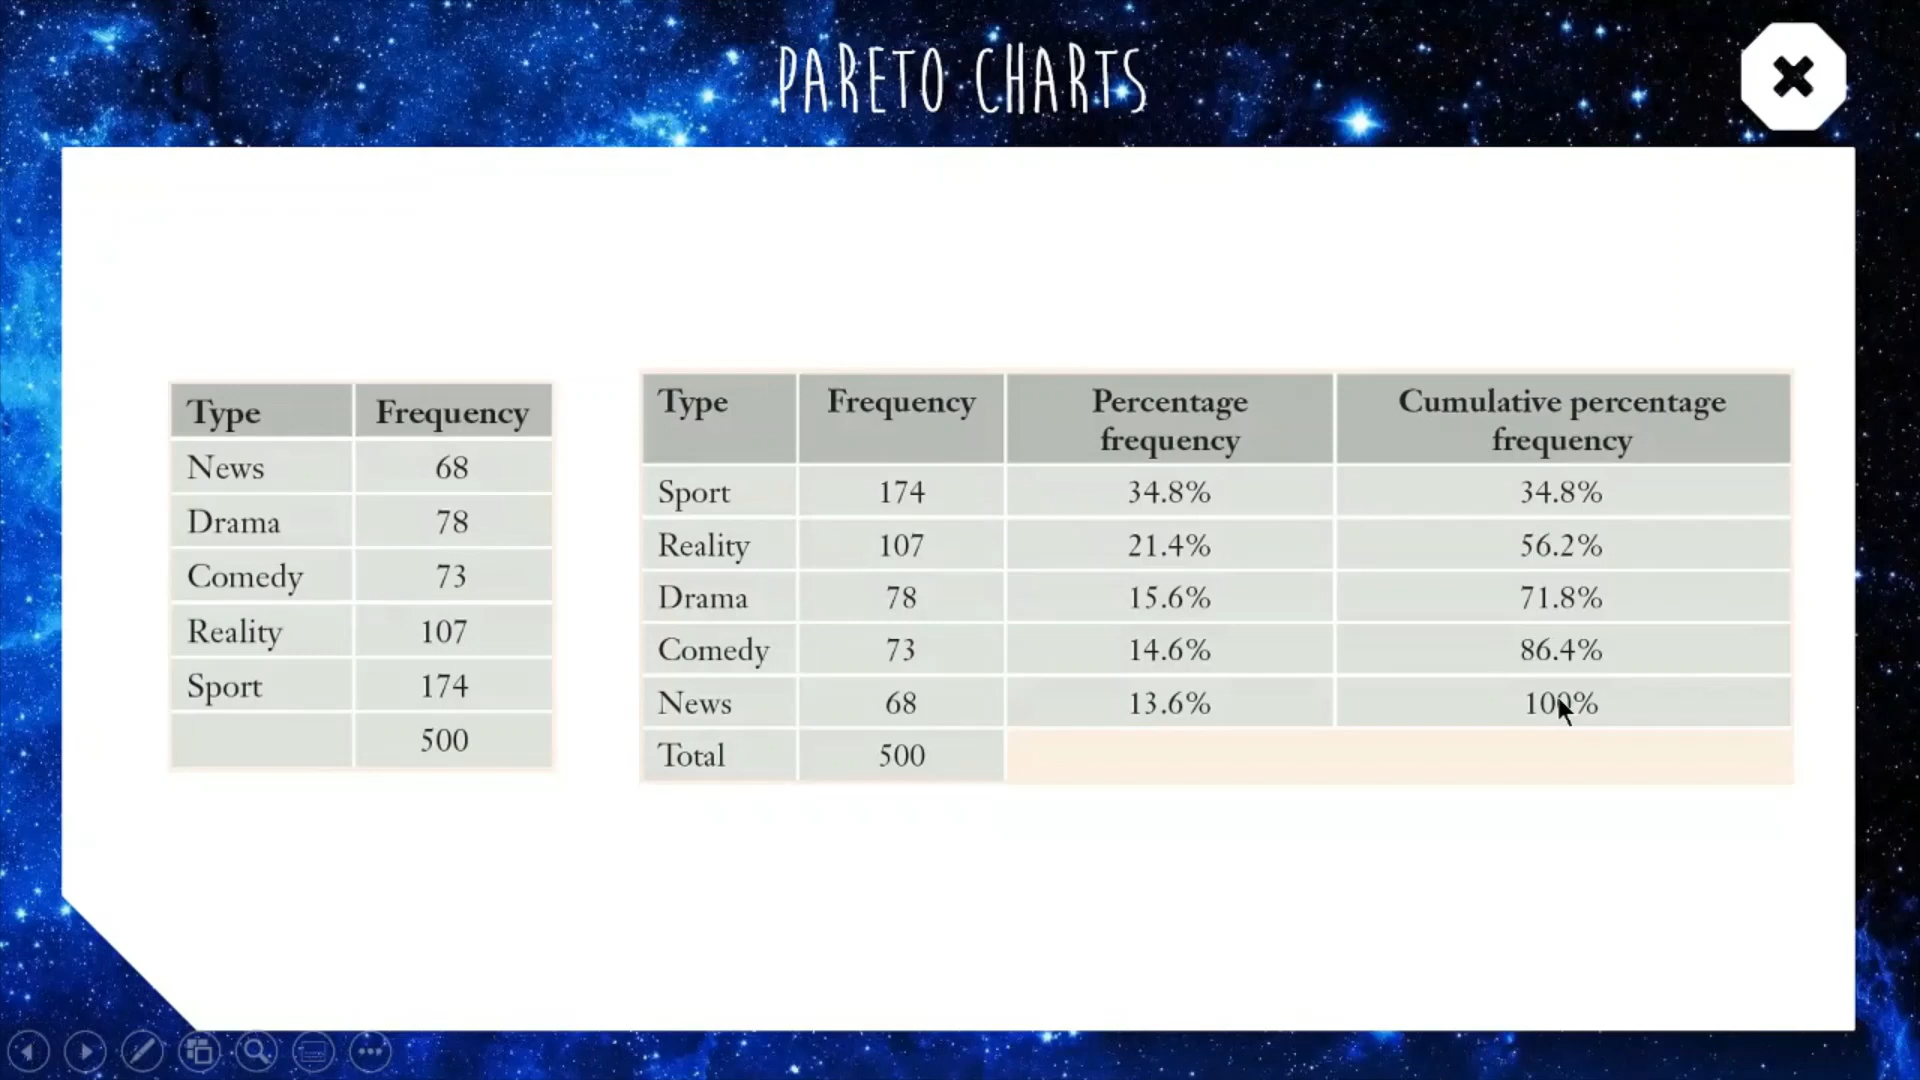 PARETO CHARTS
Type Frequency
News 68
Drama 78
Comedy 73
Reality 107
Sport 174
500
Type Frequency Percentage frequency Cumulative percentage frequency
Sport 174 34.8% 34.8%
Reality 107 21.4% 56.2%
Drama 78 15.6% 71.8%
Comedy 73 14.6% 86.4%
News 68 13.6% 100%
Total 500